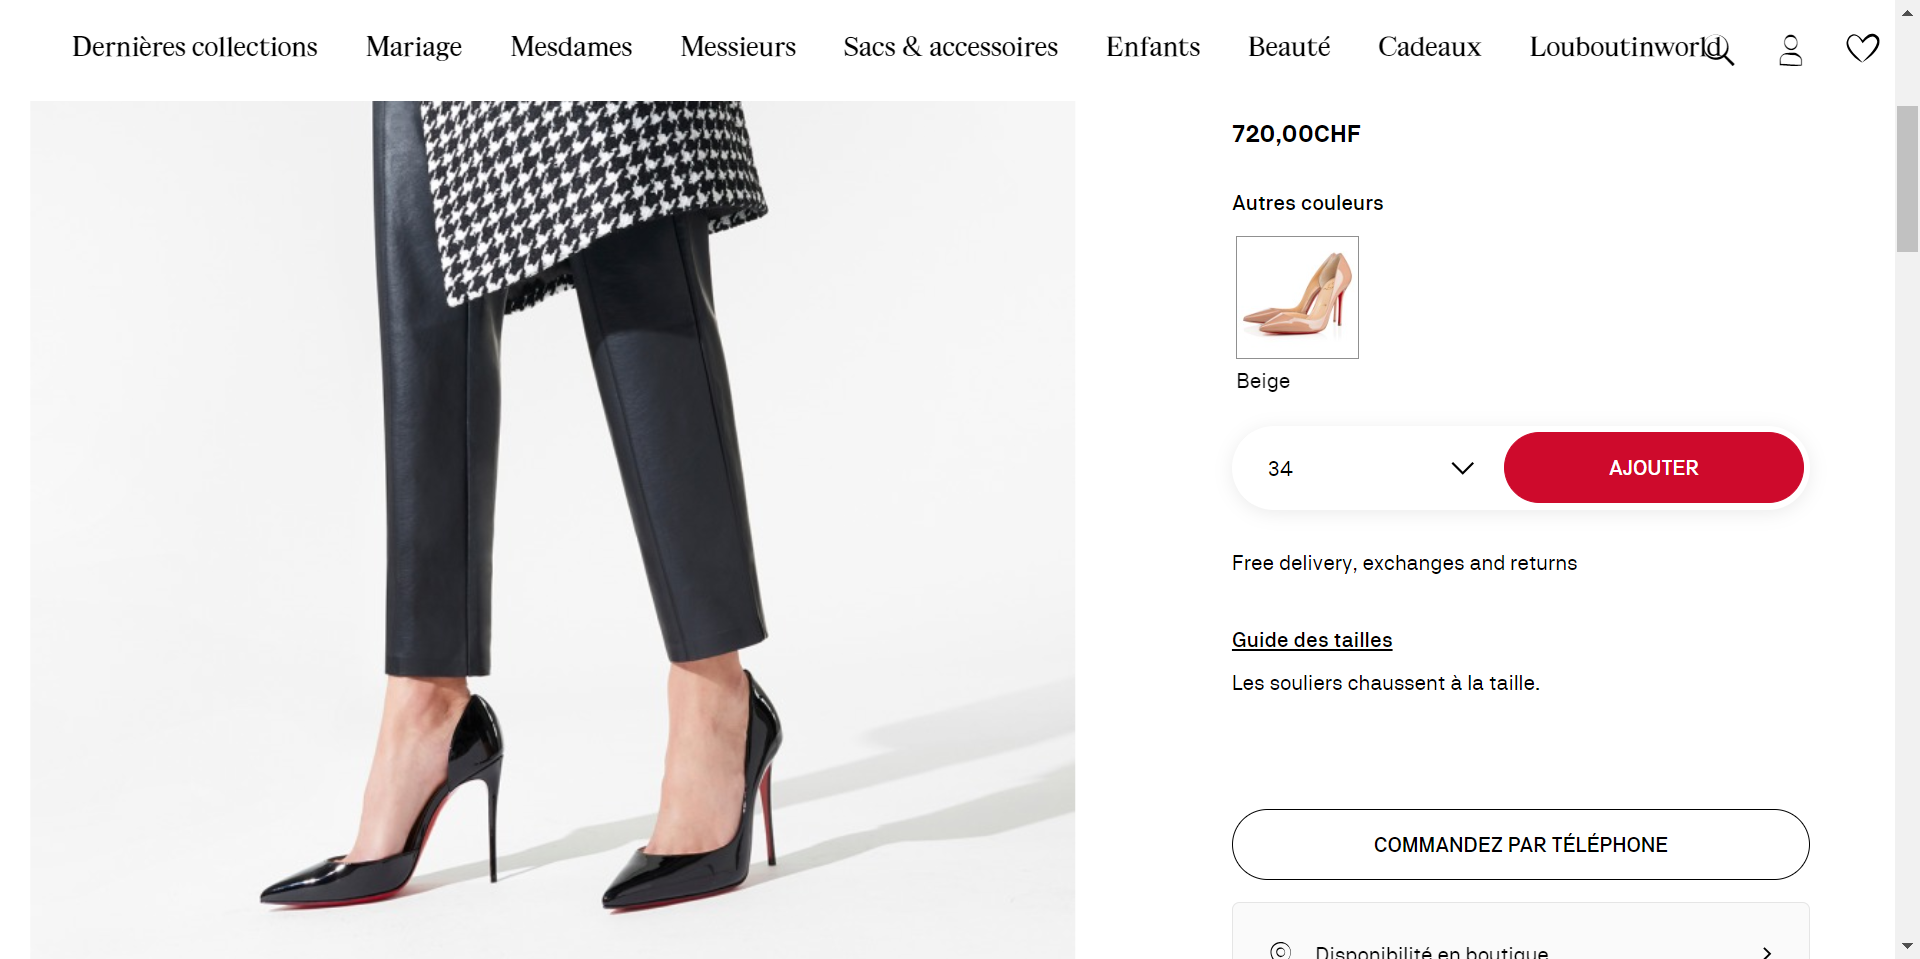 Dernières collections Mariage Mesdames Messieurs Sacs & accessoires Enfants Beauté Cadeaux Louboutinworld
720,00CHF
Autres couleurs
Beige
34
AJOUTER
Free delivery, exchanges and returns
Guide des tailles
Les souliers chaussent à la taille.
COMMANDEZ PAR TÉLÉPHONE
Disponibilité en boutique